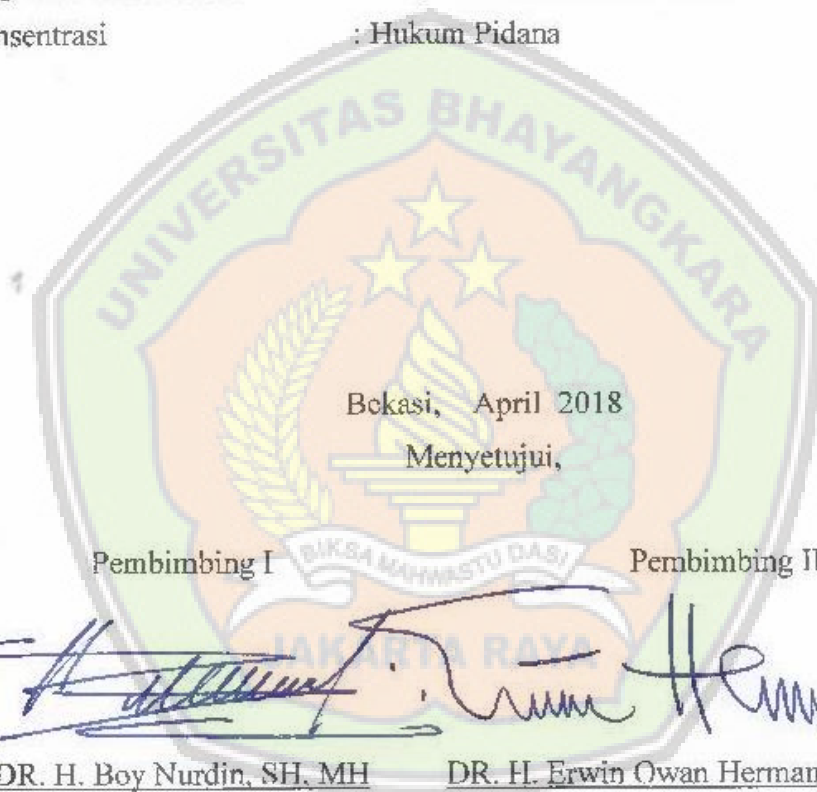 nsentrasi : Hukum Pidana
UNIVERSITAS BHAYANGKARA
Bekasi, April 2018
Menyetujui,
Pembimbing I Pembimbing II
BIKSA MAHWASTU DASI
JAKARTA RAYA
DR. H. Boy Nurdin, SH, MH DR. H. Erwin Owan Herman